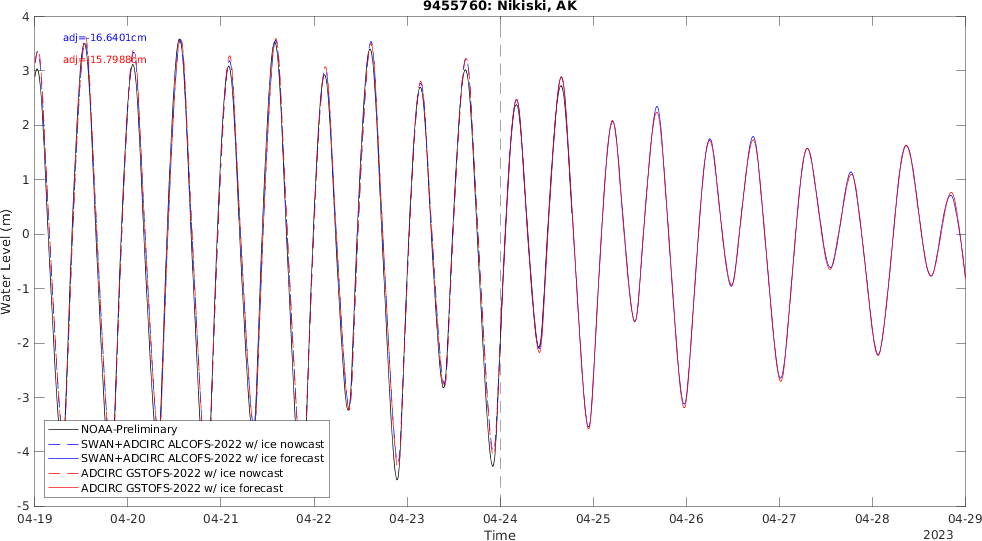 9455760: Nikiski, AK
adj=-16.6401cm
adj=-15.7988cm
4
3
2
1
0
-1
-2
-3
-4
-5
Water Level (m)
NOAA-Preliminary
SWAN+ADCIRC ALCOFS-2022 w/ ice nowcast
SWAN+ADCIRC ALCOFS-2022 w/ ice forecast
ADCIRC GSTOFS-2022 w/ ice nowcast
ADCIRC GSTOFS-2022 w/ ice forecast
04-19 04-20 04-21 04-22 04-23 04-24 04-25 04-26 04-27 04-28 04-29
Time
2023